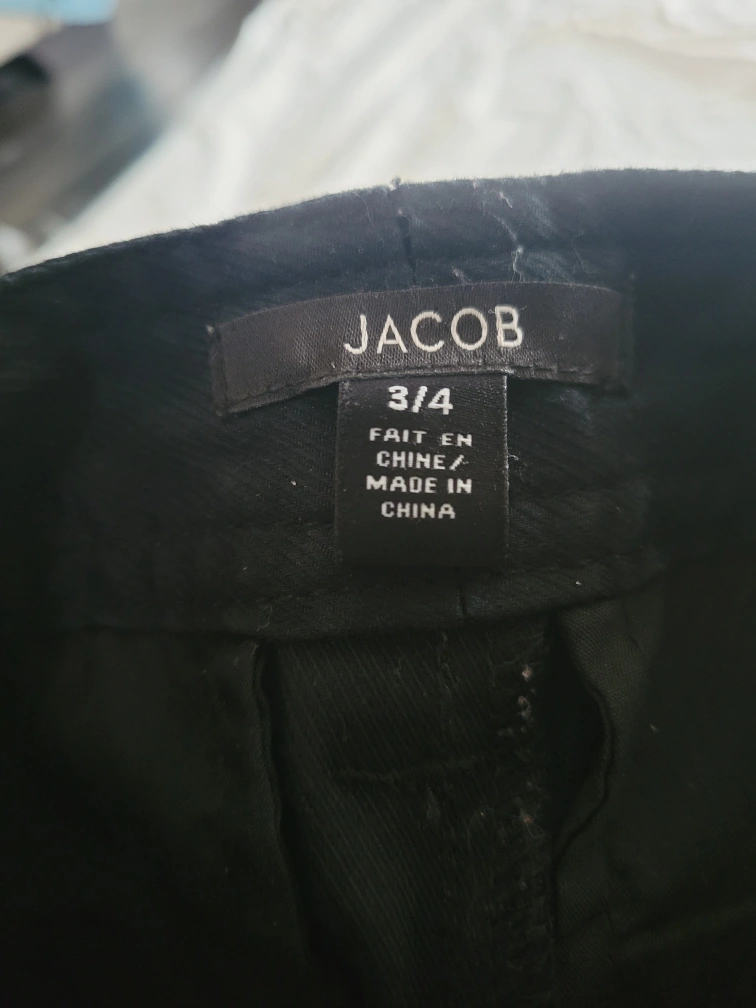 JACOB
3/4
FAIT EN
CHINE/
MADE IN
CHINA